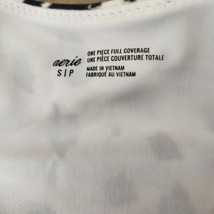 aerie
S|P
ONE PIECE FULL COVERAGE
UNE PIÈCE COUVERTURE TOTALE
MADE IN VIETNAM
FABRIQUÉ AU VIETNAM